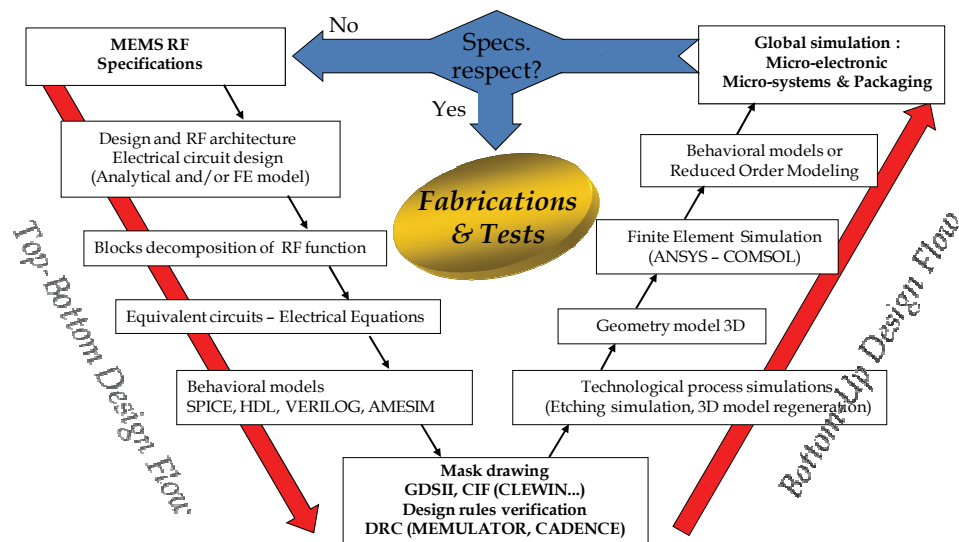 MEMS RF
Specifications
No
Specs.
respect?
Yes
Global simulation :
Micro-electronic
Micro-systems & Packaging
Design and RF architecture
Electrical circuit design
(Analytical and/or FE model)
Behavioral models or
Reduced Order Modeling
Fabrications
& Tests
Blocks decomposition of RF function
Finite Element Simulation
(ANSYS – COMSOL)
Equivalent circuits – Electrical Equations
Geometry model 3D
Behavioral models
SPICE, HDL, VERILOG, AMESIM
Technological process simulations
(Etching simulation, 3D model regeneration)
Mask drawing
GDSII, CIF (CLEWIN...)
Design rules verification
DRC (MEMULATOR, CADENCE)
Top-Bottom Design Flow
Bottom-Up Design Flow